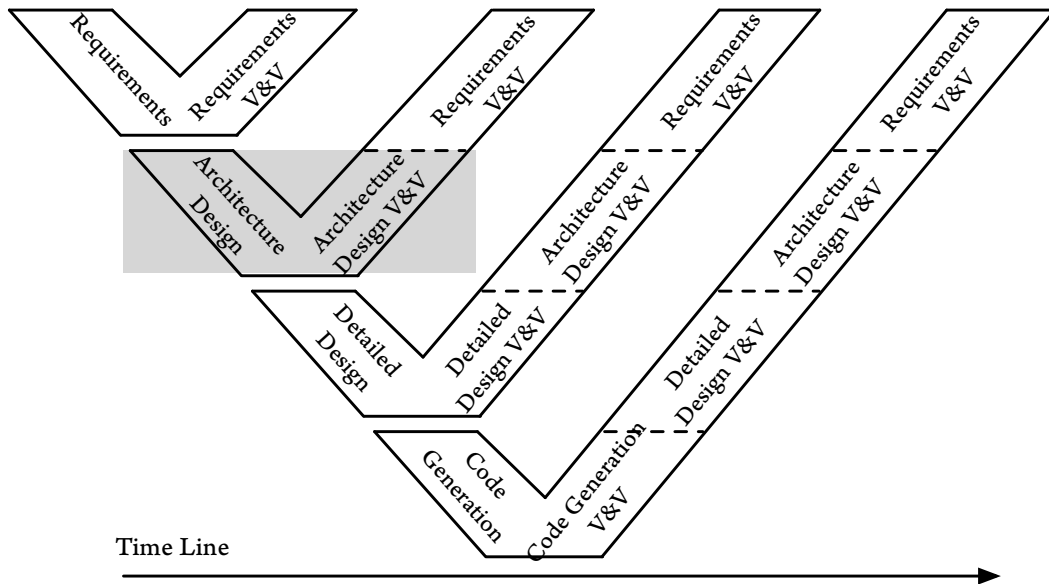 Requirements
Requirements
V&V
Requirements
V&V
Requirements
V&V
Requirements
V&V
Architecture
Design
Architecture
Design V&V
Architecture
Design V&V
Architecture
Design V&V
Detailed
Design
Detailed
Design V&V
Detailed
Design V&V
Code
Generation
Code Generation
V&V
Time Line